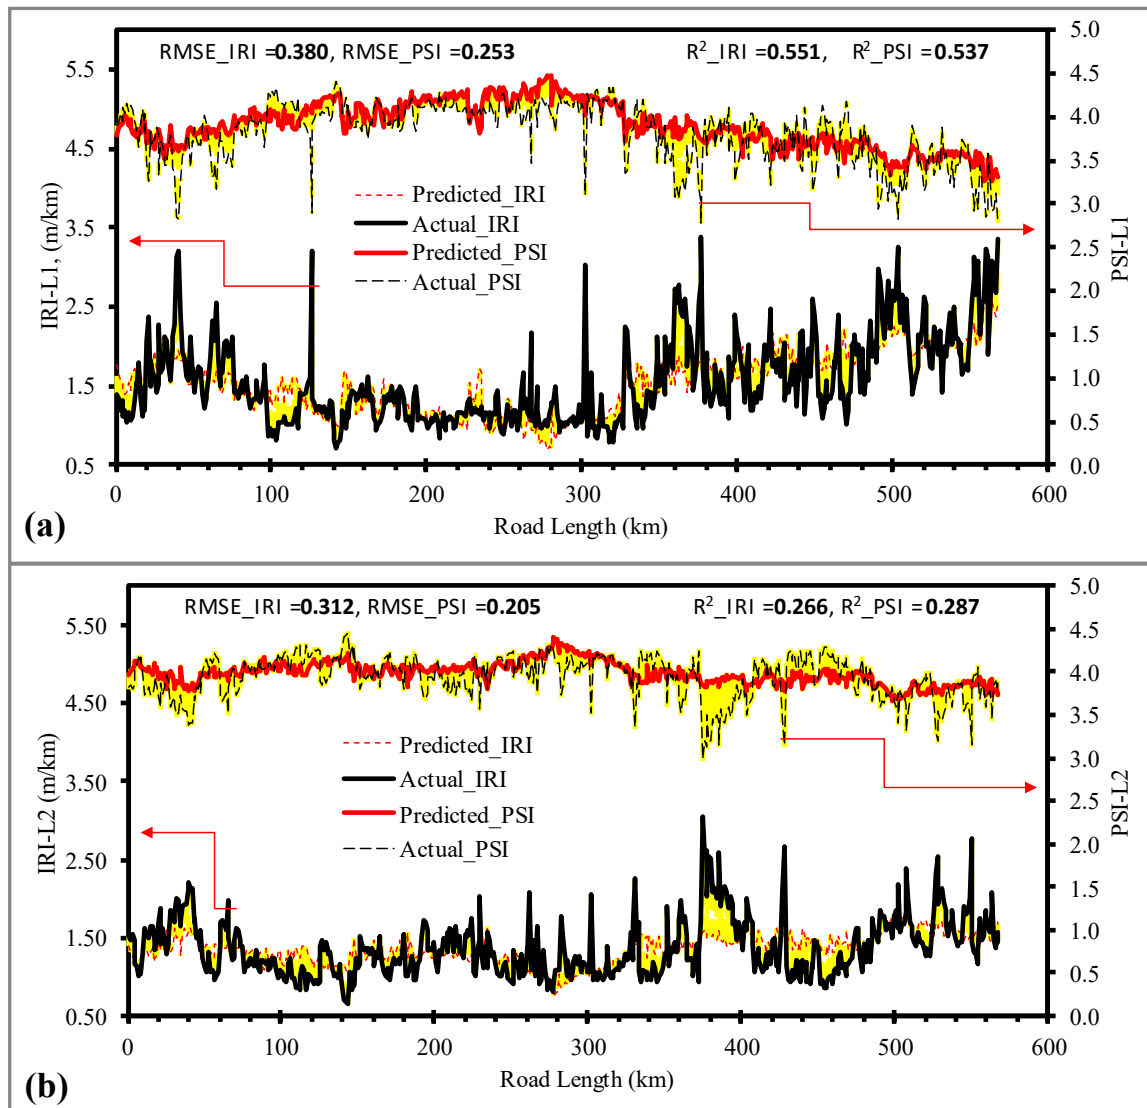 RMSE_IRI =0.380, RMSE_PSI =0.253 R²_IRI =0.551, R²_PSI =0.537
5.5
4.5
3.5
2.5
1.5
0.5
IRI-L1, (m/km)
Predicted_IRI
Actual_IRI
Predicted_PSI
Actual_PSI
5.0
4.5
4.0
3.5
3.0
2.5
2.0
1.5
1.0
0.5
0.0
PSI-L1
0 100 200 300 400 500 600
Road Length (km)
(a)
RMSE_IRI =0.312, RMSE_PSI =0.205 R²_IRI =0.266, R²_PSI =0.287
5.50
4.50
3.50
2.50
1.50
0.50
IRI-L2 (m/km)
Predicted_IRI
Actual_IRI
Predicted_PSI
Actual_PSI
5.0
4.5
4.0
3.5
3.0
2.5
2.0
1.5
1.0
0.5
0.0
PSI-L2
0 100 200 300 400 500 600
Road Length (km)
(b)